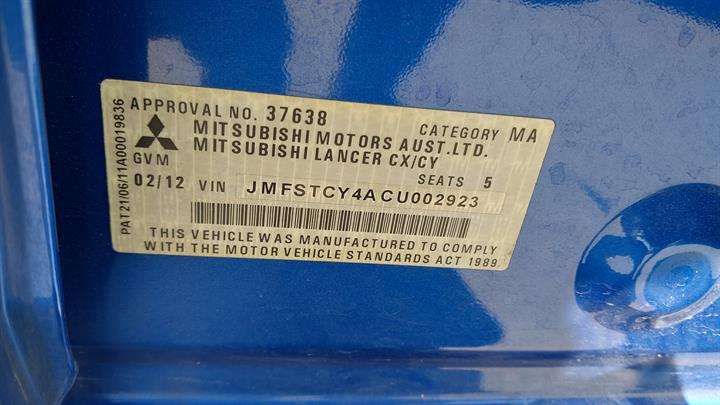 APPROVAL NO. 37638 CATEGORY MA
MITSUBISHI MOTORS AUST.LTD.
MITSUBISHI LANCER CX/CY
GVM SEATS 5
02/12 VIN JMFSTCY4ACU002923
THIS VEHICLE WAS MANUFACTURED TO COMPLY
WITH THE MOTOR VEHICLE STANDARDS ACT 1989
PAT21/06/11A00019836